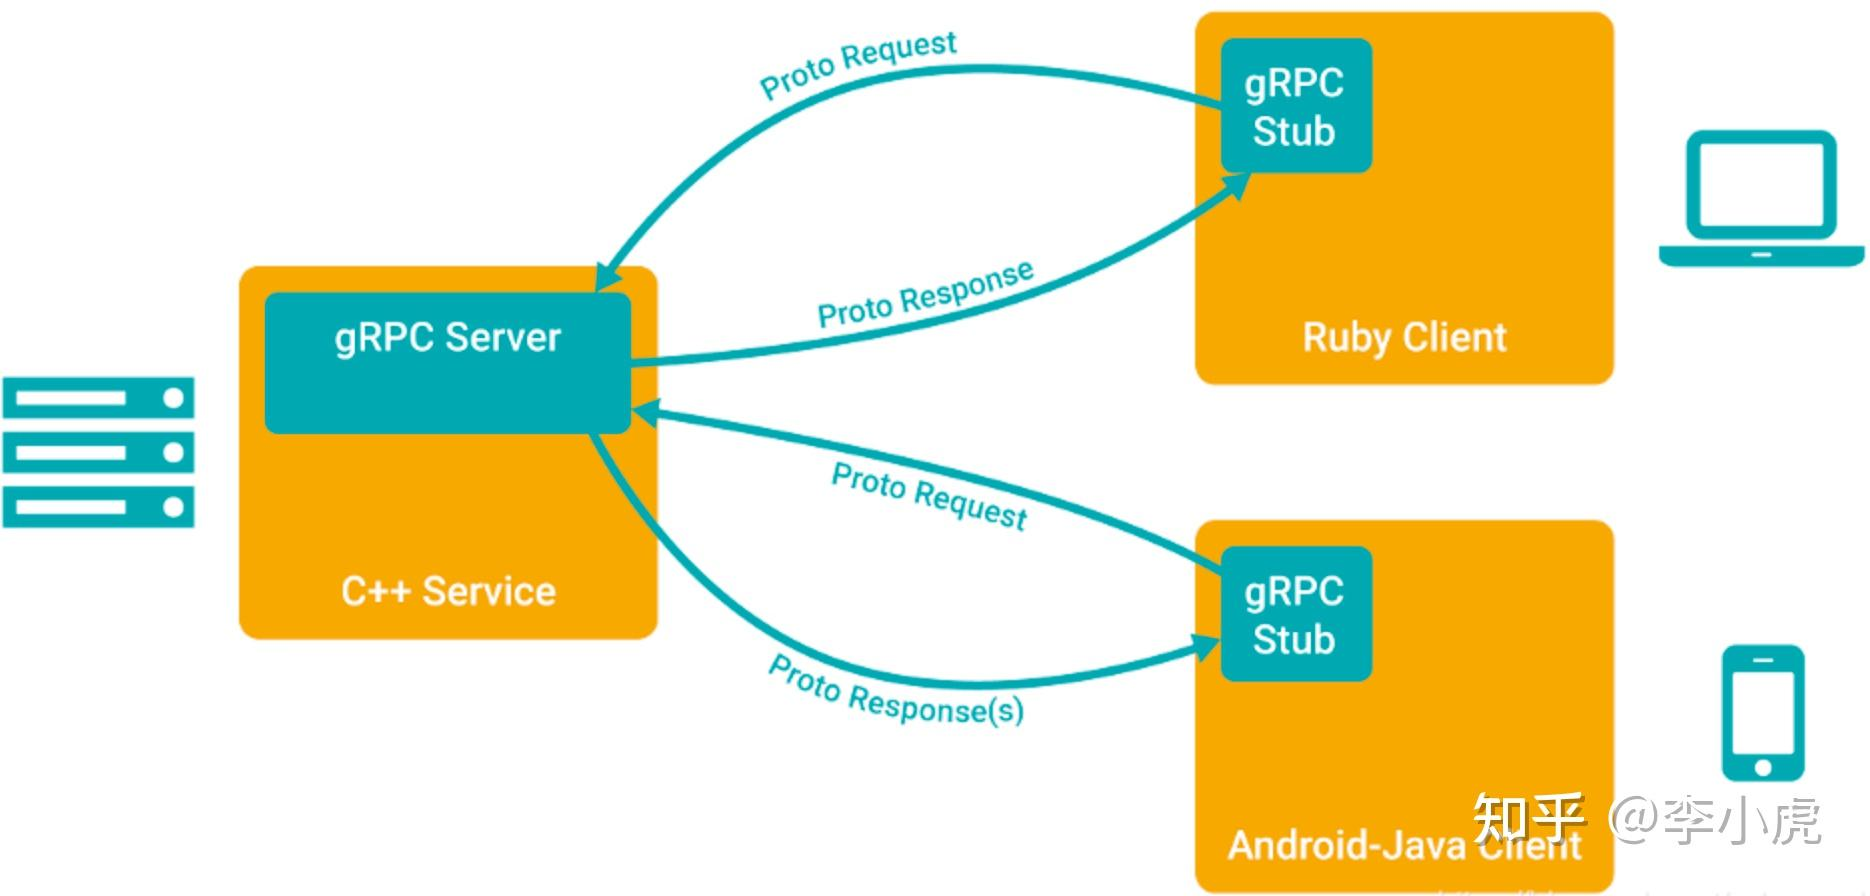 Proto Request
gRPC
Stub
Proto Response
Ruby Client
gRPC Server
C++ Service
Proto Request
gRPC
Stub
Proto Response(s)
知乎 @李小虎
Android-Java Client